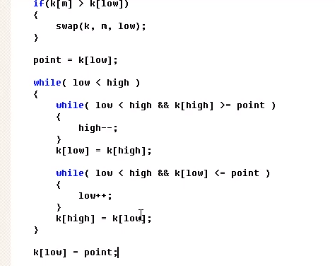 if(k[m] > k[low])
{
swap(k, m, low);
}
point = k[low];
while( low < high )
{
while( low < high && k[high] >= point )
{
high--;
}
k[low] = k[high];
while( low < high && k[low] <= point )
{
low++;
}
k[high] = k[low];
}
k[low] = point;